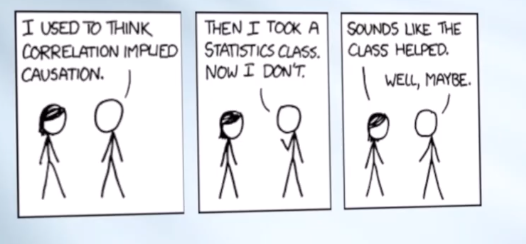 I USED TO THINK
CORRELATION IMPLIED
CAUSATION.
THEN I TOOK A
STATISTICS CLASS.
NOW I DON'T.
SOUNDS LIKE THE
CLASS HELPED.
WELL, MAYBE.